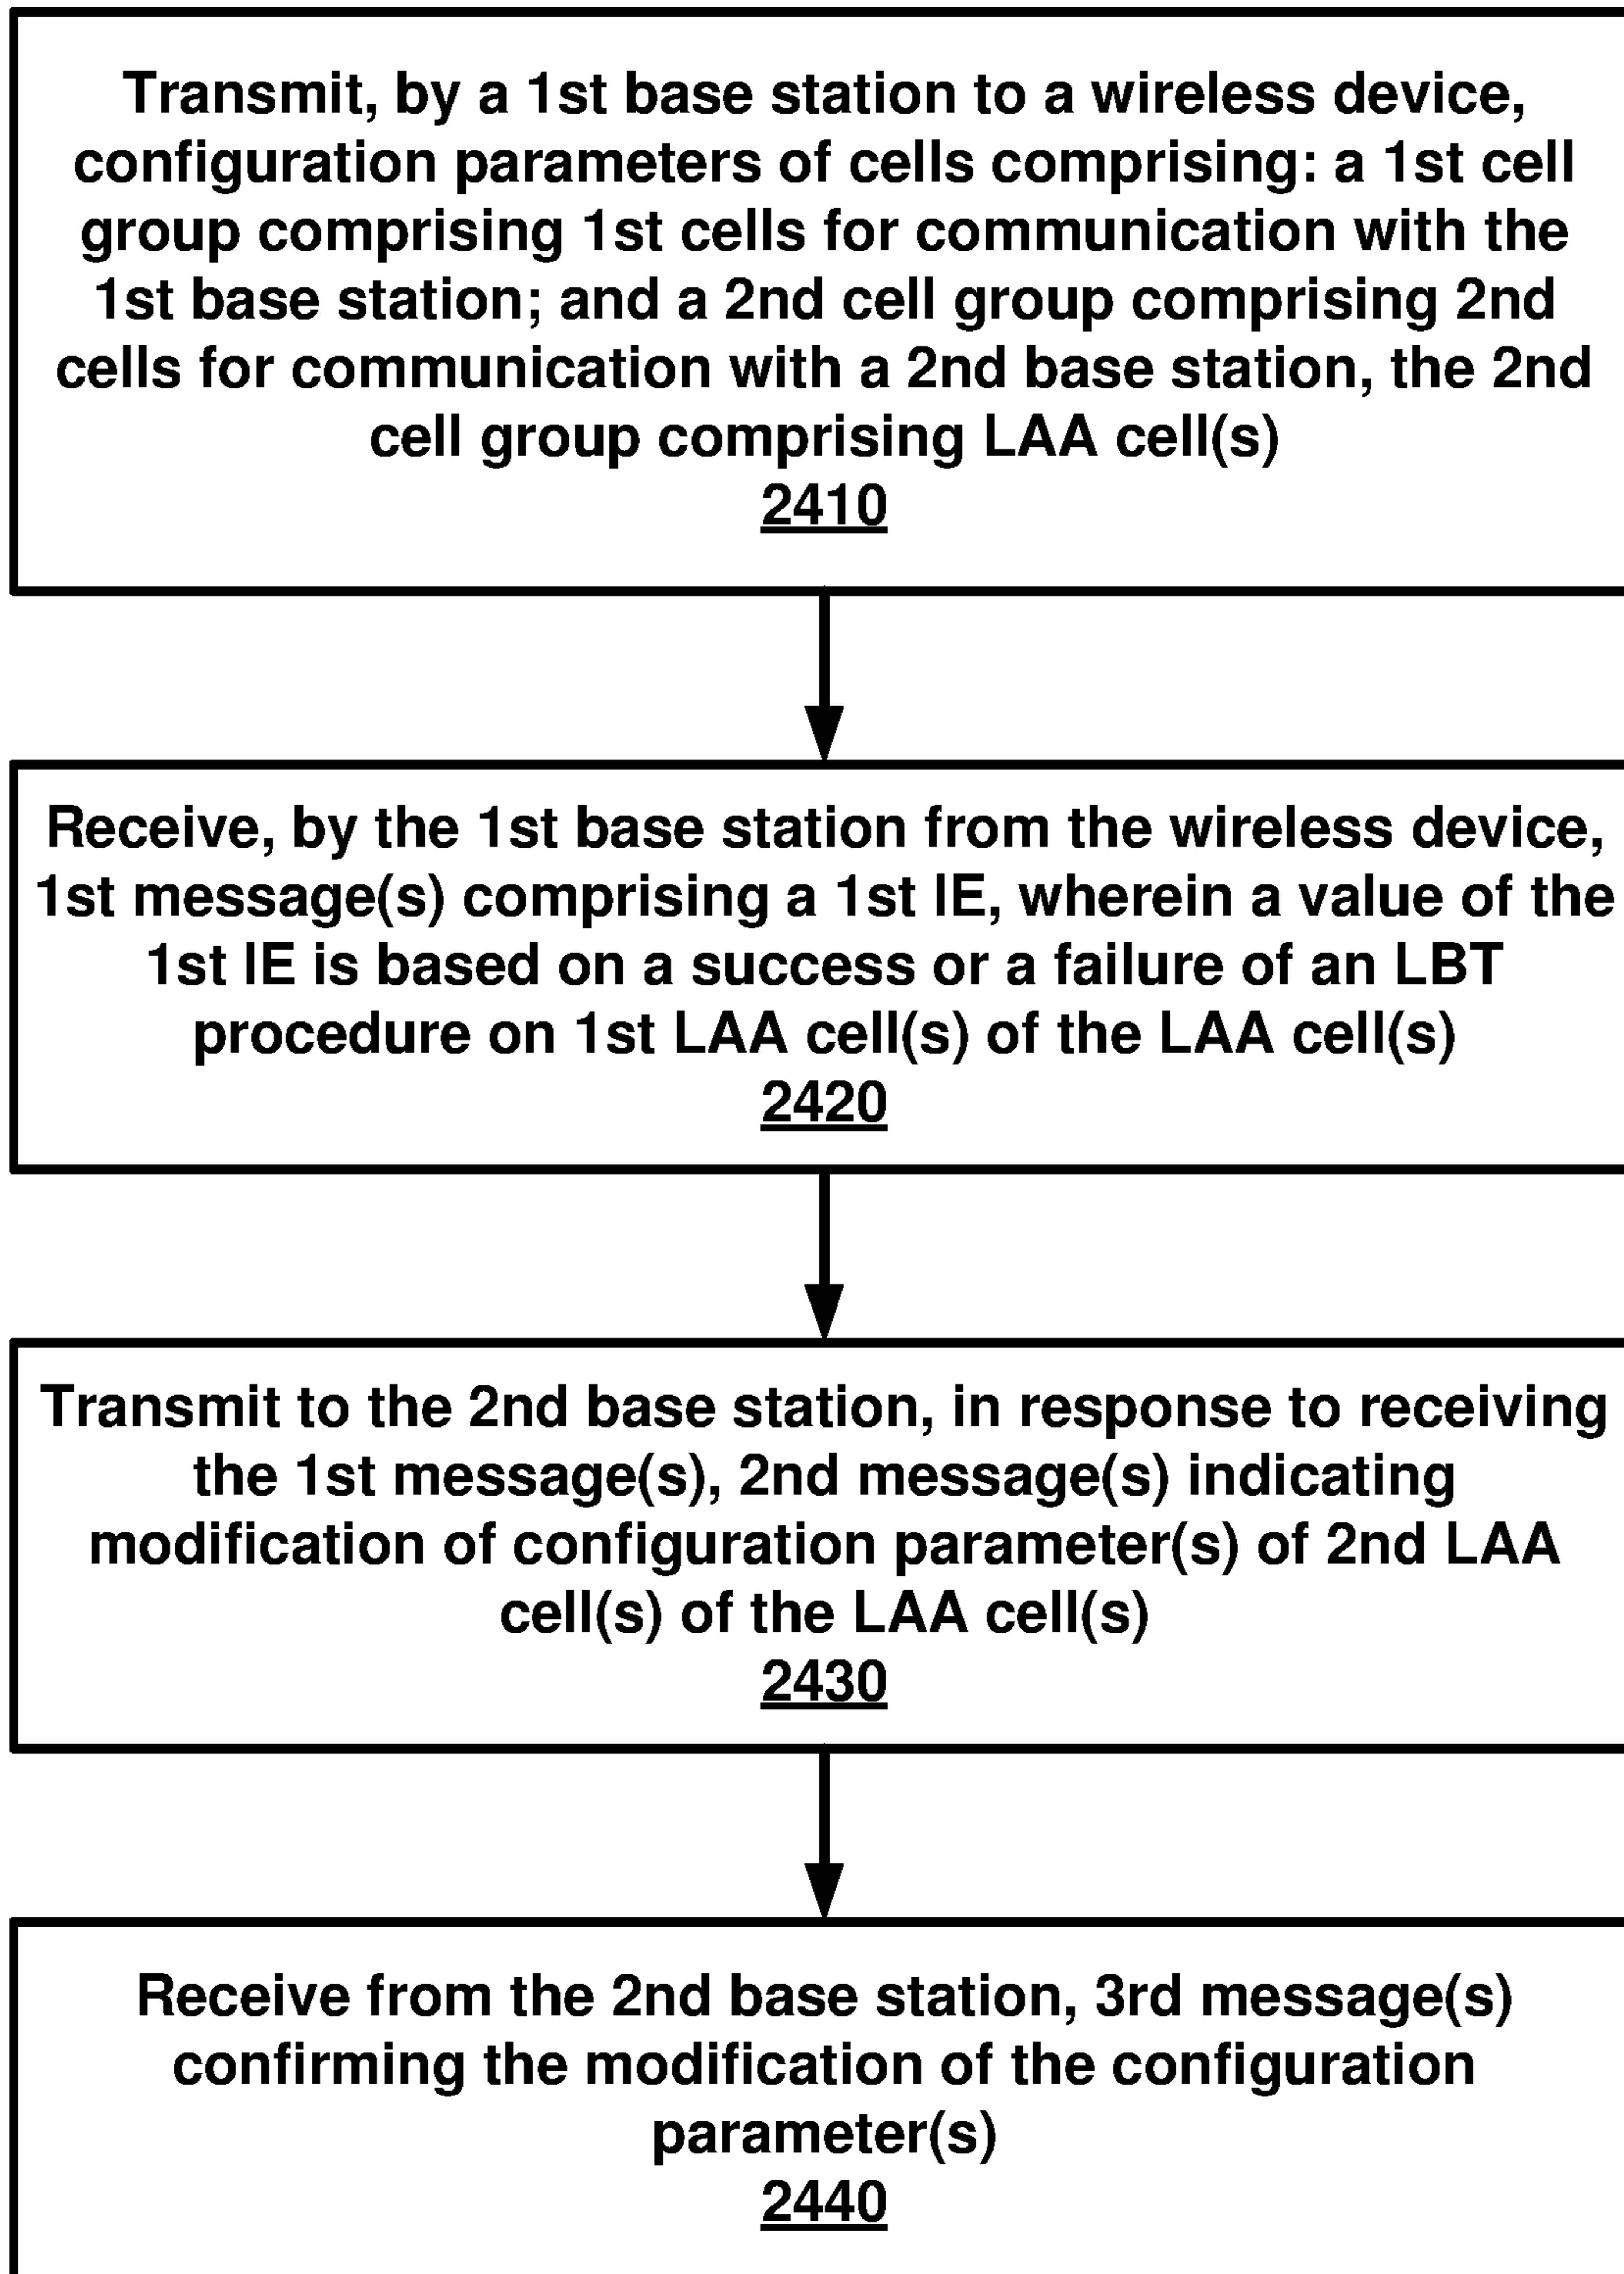 Transmit, by a 1st base station to a wireless device,
configuration parameters of cells comprising: a 1st cell
group comprising 1st cells for communication with the
1st base station; and a 2nd cell group comprising 2nd
cells for communication with a 2nd base station, the 2nd
cell group comprising LAA cell(s)
2410
Receive, by the 1st base station from the wireless device,
1st message(s) comprising a 1st IE, wherein a value of the
1st IE is based on a success or a failure of an LBT
procedure on 1st LAA cell(s) of the LAA cell(s)
2420
Transmit to the 2nd base station, in response to receiving
the 1st message(s), 2nd message(s) indicating
modification of configuration parameter(s) of 2nd LAA
cell(s) of the LAA cell(s)
2430
Receive from the 2nd base station, 3rd message(s)
confirming the modification of the configuration
parameter(s)
2440